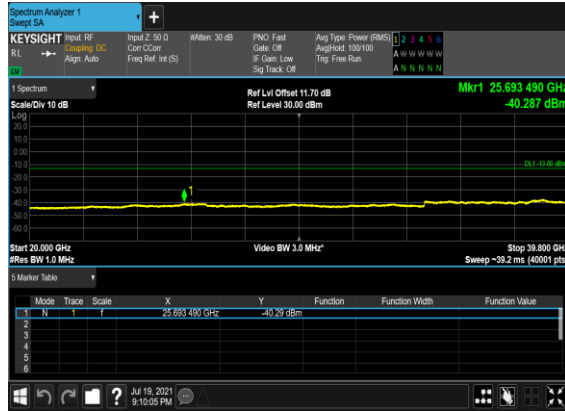 Spectrum Analyzer 1
Swept SA
+
KEYSIGHT Input: RF Input Z: 50 Ω #Atten: 30 dB PNO: Fast Avg Type: Power (RMS) 1 2 3 4 5 6
RL Coupling: DC Corr CCorr Gate: Off Avg|Hold: 100/100 A W W W W W
Align: Auto Freq Ref: Int (S) IF Gain: Low Trig: Free Run
Sig Track: Off A N N N N N
1 Spectrum Ref Lvl Offset 11.70 dB Mkr1 25.693 490 GHz
Scale/Div 10 dB Ref Level 30.00 dBm -40.287 dBm
Log
20.0
10.0
0.00
-10.0
DL1 -13.00 dBm
-20.0
-30.0
1
-40.0
-50.0
-60.0
Start 20.000 GHz Video BW 3.0 MHz* Stop 39.800 GHz
#Res BW 1.0 MHz Sweep ~39.2 ms (40001 pts)
5 Marker Table
Mode Trace Scale X Y Function Function Width Function Value
1 N 1 f 25.693 490 GHz -40.29 dBm
2
3
4
5
6
? Jul 19, 2021
9:10:05 PM